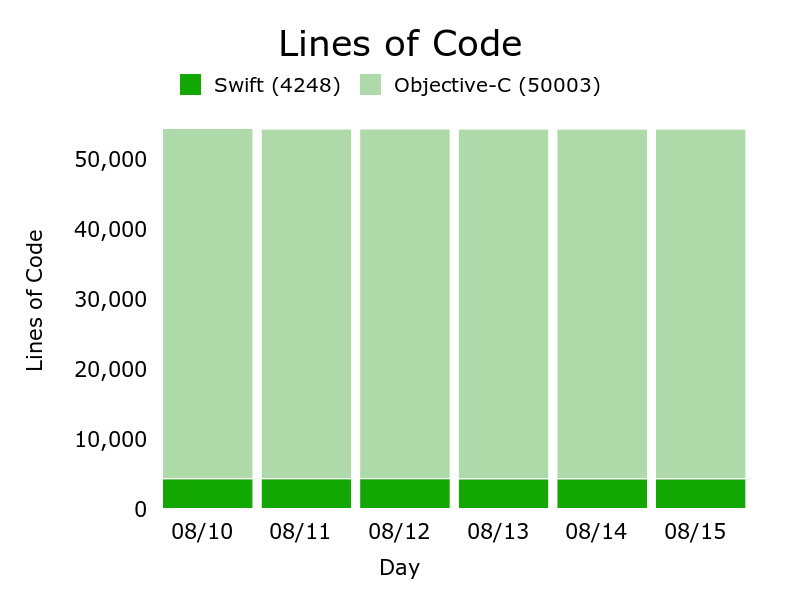 Lines of Code
Swift (4248) Objective-C (50003)
Lines of Code
50,000
40,000
30,000
20,000
10,000
0
08/10 08/11 08/12 08/13 08/14 08/15
Day